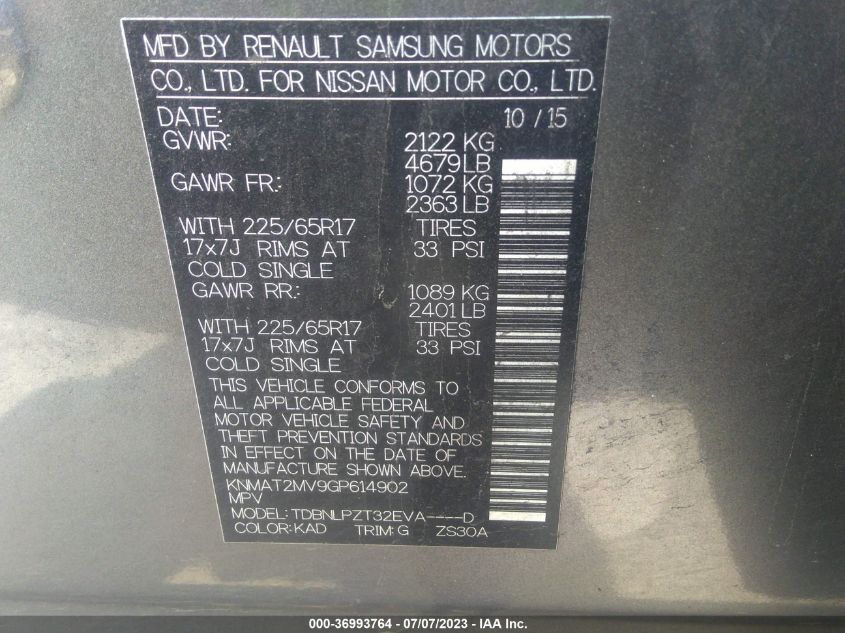 MFD BY RENAULT SAMSUNG MOTORS
CO., LTD. FOR NISSAN MOTOR CO., LTD.
DATE: 10 / 15
GVWR: 2122 KG
4679 LB
GAWR FR.: 1072 KG
2363 LB
WITH 225/65R17 TIRES
17x7J RIMS AT 33 PSI
COLD SINGLE
GAWR RR.: 1089 KG
2401 LB
WITH 225/65R17 TIRES
17x7J RIMS AT 33 PSI
COLD SINGLE
THIS VEHICLE CONFORMS TO
ALL APPLICABLE FEDERAL
MOTOR VEHICLE SAFETY AND
THEFT PREVENTION STANDARDS
IN EFFECT ON THE DATE OF
MANUFACTURE SHOWN ABOVE.
KNMAT2MV9GP614902
MPV
MODEL: TDBNLPZT32EVA----D
COLOR: KAD TRIM: G ZS30A
000-36993764 / 07/07/2023 - IAA Inc.